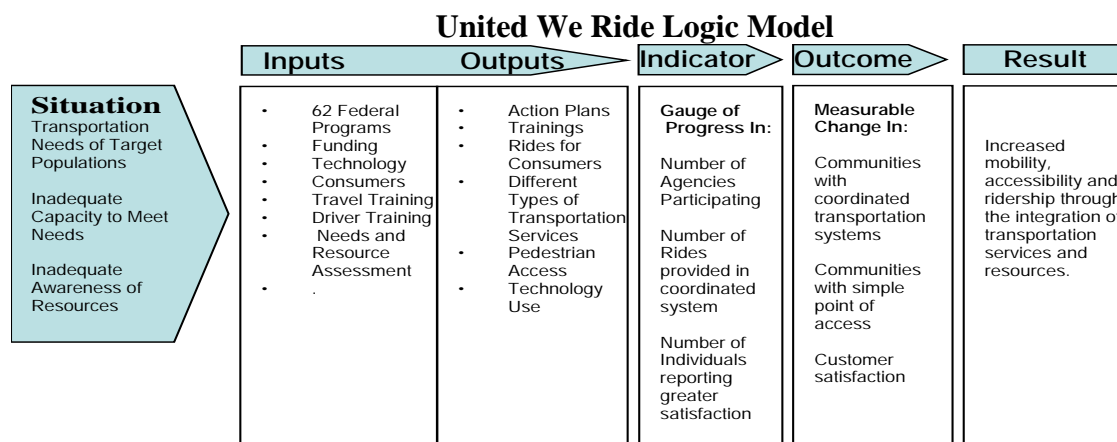 United We Ride Logic Model
Inputs
Outputs
Indicator
Outcome
Result
Situation
Transportation
Needs of Target
Populations
Inadequate
Capacity to Meet
Needs
Inadequate
Awareness of
Resources
• 62 Federal
Programs
• Funding
• Technology
• Consumers
• Travel Training
• Driver Training
• Needs and
Resource
Assessment
• .
• Action Plans
• Trainings
• Rides for
Consumers
• Different
Types of
Transportation
Services
• Pedestrian
Access
• Technology
Use
Gauge of
Progress In:
Number of
Agencies
Participating
Number of
Rides
provided in
coordinated
system
Number of
Individuals
reporting
greater
satisfaction
Measurable
Change In:
Communities
with
coordinated
transportation
systems
Communities
with simple
point of
access
Customer
satisfaction
Increased
mobility,
accessibility and
ridership through
the integration of
transportation
services and
resources.